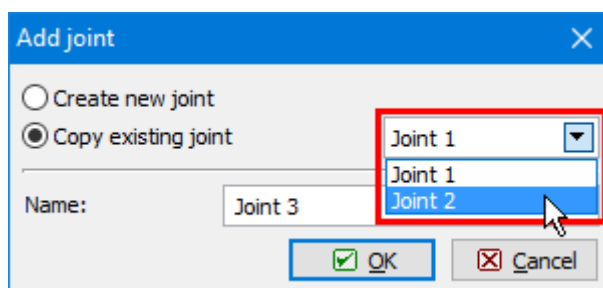 Add joint
Create new joint
Copy existing joint
Joint 1
Joint 1
Joint 2
Name:
Joint 3
OK
Cancel